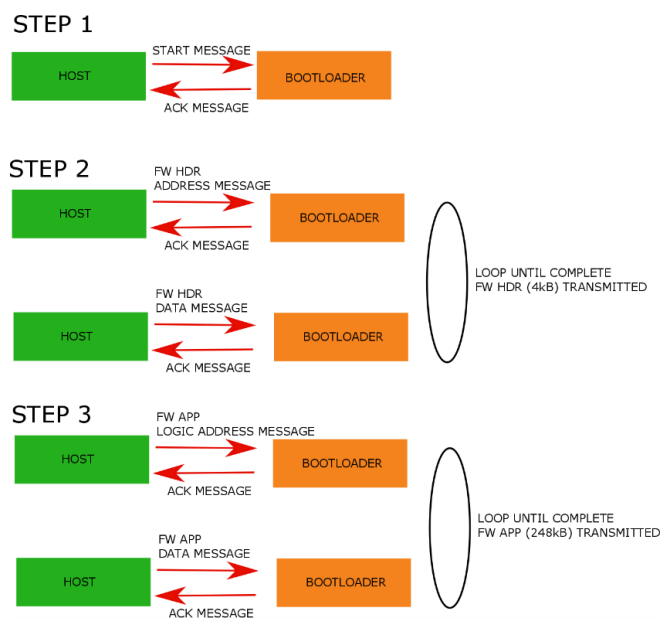 STEP 1
START MESSAGE
HOST
BOOTLOADER
ACK MESSAGE
STEP 2
FW HDR
ADDRESS MESSAGE
HOST
BOOTLOADER
ACK MESSAGE
LOOP UNTIL COMPLETE
FW HDR (4kB) TRANSMITTED
FW HDR
DATA MESSAGE
HOST
BOOTLOADER
ACK MESSAGE
STEP 3
FW APP
LOGIC ADDRESS MESSAGE
HOST
BOOTLOADER
ACK MESSAGE
LOOP UNTIL COMPLETE
FW APP (248kB) TRANSMITTED
FW APP
DATA MESSAGE
HOST
BOOTLOADER
ACK MESSAGE